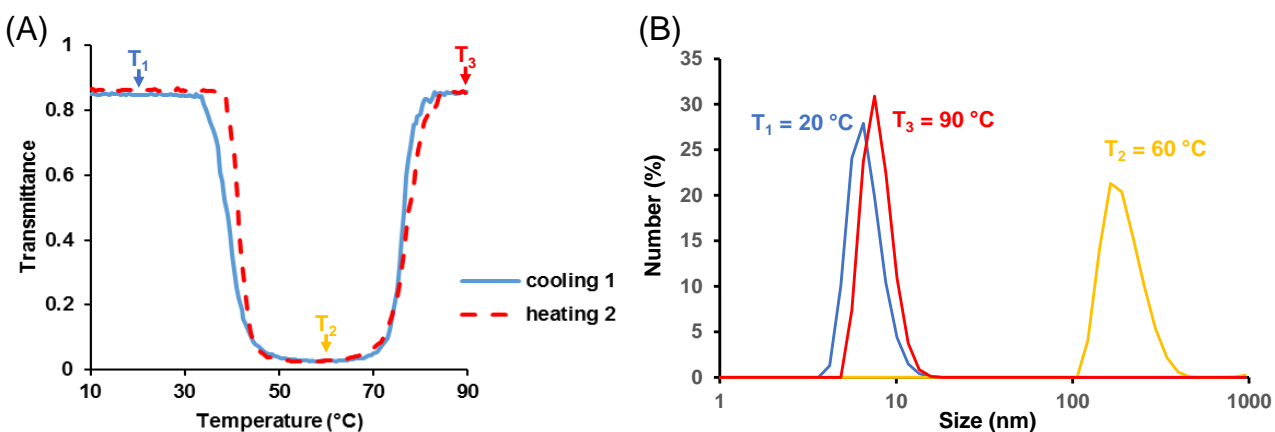 (A)
Transmittance
1
0.8
0.6
0.4
0.2
0
T1
T2
T3
cooling 1
heating 2
10 30 50 70 90
Temperature (°C)
(B)
Number (%)
35
30
25
20
15
10
5
0
T1 = 20 °C
T3 = 90 °C
T2 = 60 °C
1 10 100 1000
Size (nm)